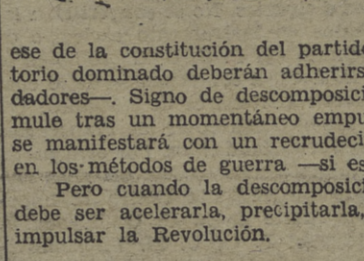 ese de la constitución del partid
torio dominado deberán adherirs
dadores—. Signo de descomposici
mule tras un momentáneo empu
se manifestará con un recrudeci
en los métodos de guerra —si es
Pero cuando la descomposici
debe ser acelerarla, precipitarla,
impulsar la Revolución.